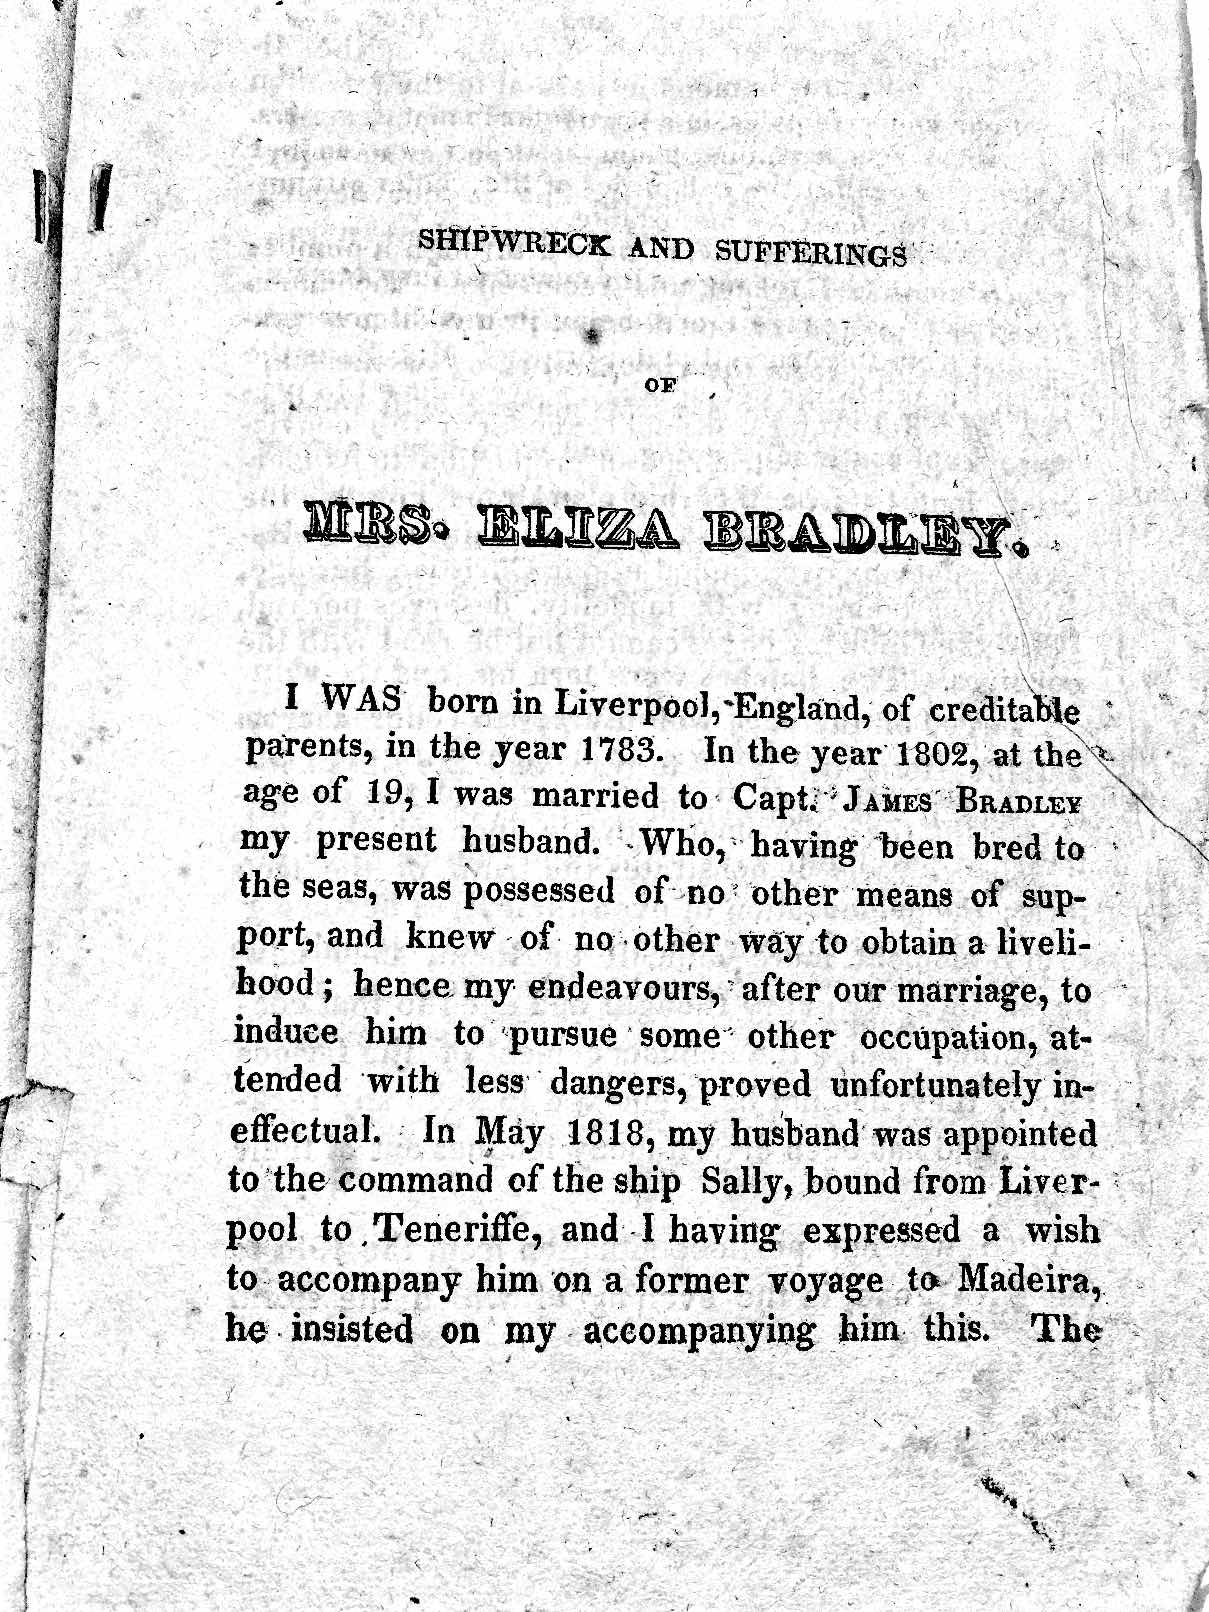 SHIPWRECK AND SUFFERINGS
OF
MRS. ELIZA BRADLEY.
I WAS born in Liverpool, England, of creditable
parents, in the year 1783. In the year 1802, at the
age of 19, I was married to Capt. JAMES BRADLEY
my present husband. Who, having been bred to
the seas, was possessed of no other means of sup-
port, and knew of no other way to obtain a liveli-
hood; hence my endeavours, after our marriage, to
induce him to pursue some other occupation, at-
tended with less dangers, proved unfortunately in-
effectual. In May 1818, my husband was appointed
to the command of the ship Sally, bound from Liver-
pool to Teneriffe, and I having expressed a wish
to accompany him on a former voyage to Madeira,
he insisted on my accompanying him this. The